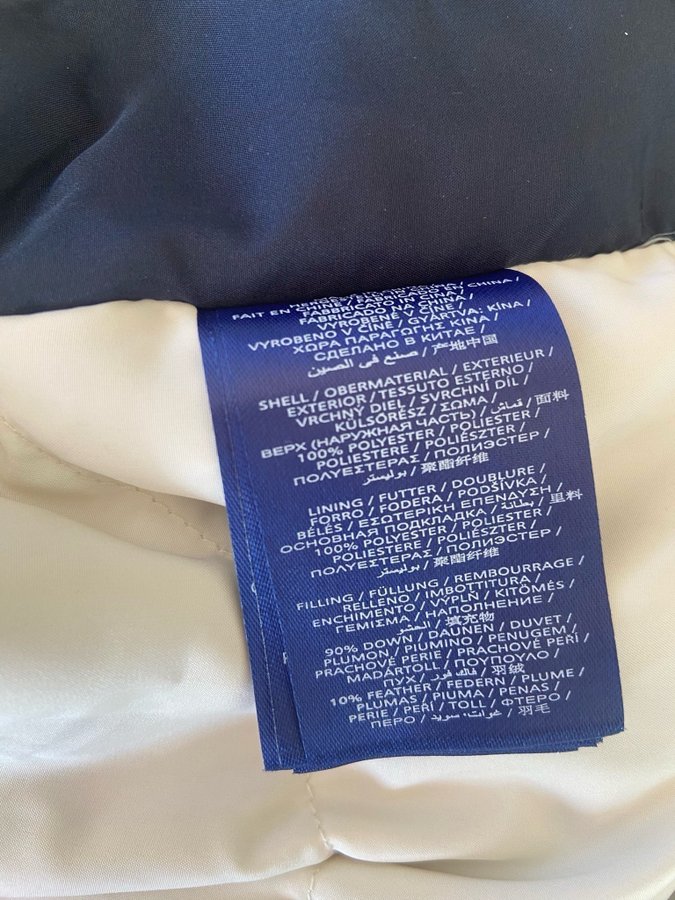 FABRICADO EN CHINA /
FAIT EN / FABBRICATO IN CINA /
FABRICADO EM CHINA /
VYROBENÉ V ČÍNE /
VYROBENO V ČÍNĚ / GYÁRTVA: KÍNA /
ΧΩΡΑ ΠΑΡΑΓΩΓΗΣ ΚΙΝΑ /
СДЕЛАНО В КИТАЕ /
صنع في الصين / 产地中国
SHELL / OBERMATERIAL / EXTERIEUR /
EXTERIOR / TESSUTO ESTERNO /
VRCHNÝ DIEL / SVRCHNÍ DÍL /
KÜLSŐRÉSZ / ΣΩΜΑ /
ВЕРХ (НАРУЖНАЯ ЧАСТЬ) / قماش / 面料
100% POLYESTER / POLIESTER /
POLIESTERE / POLIÉSZTER /
ΠΟΛΥΕΣΤΕΡΑΣ / ПОЛИЭСТЕР /
بوليستر / 聚酯纤维
LINING / FUTTER / DOUBLURE /
FORRO / FODERA / PODŠÍVKA /
BÉLÉS / ΕΣΩΤΕΡΙΚΗ ΕΠΕΝΔΥΣΗ /
ОСНОВНАЯ ПОДКЛАДКА / بطانة / 里料
100% POLYESTER / POLIESTER /
POLIESTERE / POLIÉSZTER /
ΠΟΛΥΕΣΤΕΡΑΣ / ПОЛИЭСТЕР /
بوليستر / 聚酯纤维
FILLING / FÜLLUNG / REMBOURRAGE /
RELLENO / IMBOTTITURA /
ENCHIMENTO / VÝPLŇ / KITÖMÉS /
ΓΕΜΙΣΜΑ / НАПОЛНЕНИЕ /
الحشو / 填充物
90% DOWN / DAUNEN / DUVET /
PLUMON / PIUMINO / PENUGEM /
PRACHOVÉ PERIE / PRACHOVÉ PEŘÍ /
MADÁRTOLL / ΠΟΥΠΟΥΛΟ /
ПУХ / / 羽绒
10% FEATHER / FEDERN / PLUME /
PLUMAS / PIUMA / PENAS /
PERIE / PEŘÍ / TOLL / ΦΤΕΡΟ /
ПЕРО / / 羽毛